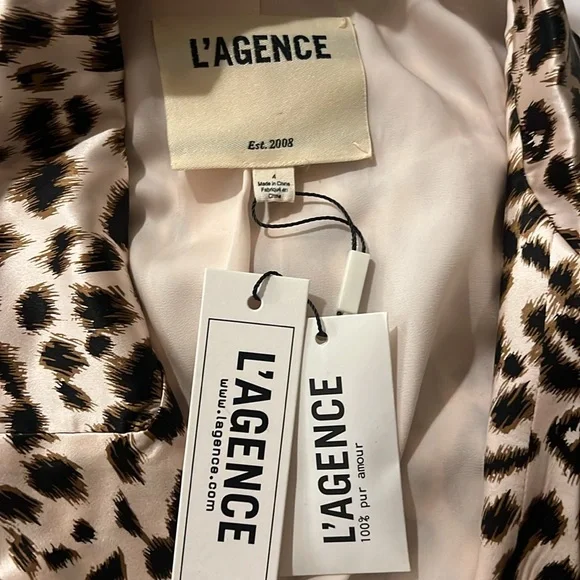 L'AGENCE
Est. 2008
4
Made in China
Fabriqué en
Chine
L'AGENCE
www.lagence.com
L'AGENCE
100% pur amour